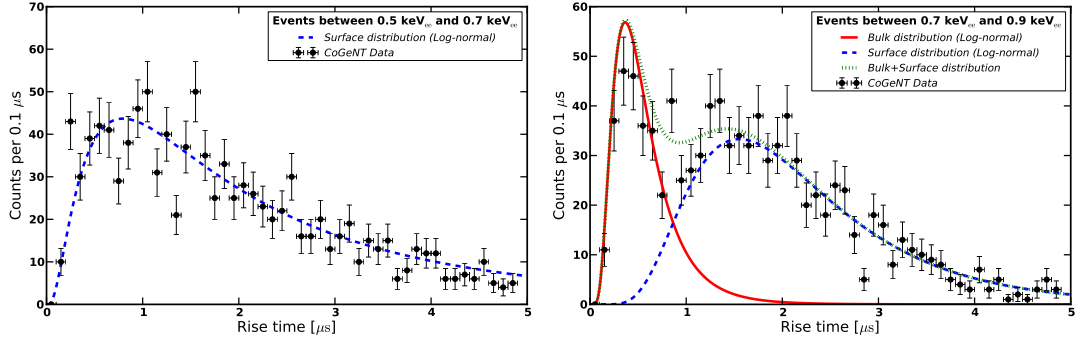 Events between 0.5 keVee and 0.7 keVee
Surface distribution (Log-normal)
CoGeNT Data
Counts per 0.1 μs
70
60
50
40
30
20
10
0
0 1 2 3 4 5
Rise time [μs]
Events between 0.7 keVee and 0.9 keVee
Bulk distribution (Log-normal)
Surface distribution (Log-normal)
Bulk+Surface distribution
CoGeNT Data
Counts per 0.1 μs
60
50
40
30
20
10
0
0 1 2 3 4 5
Rise time [μs]